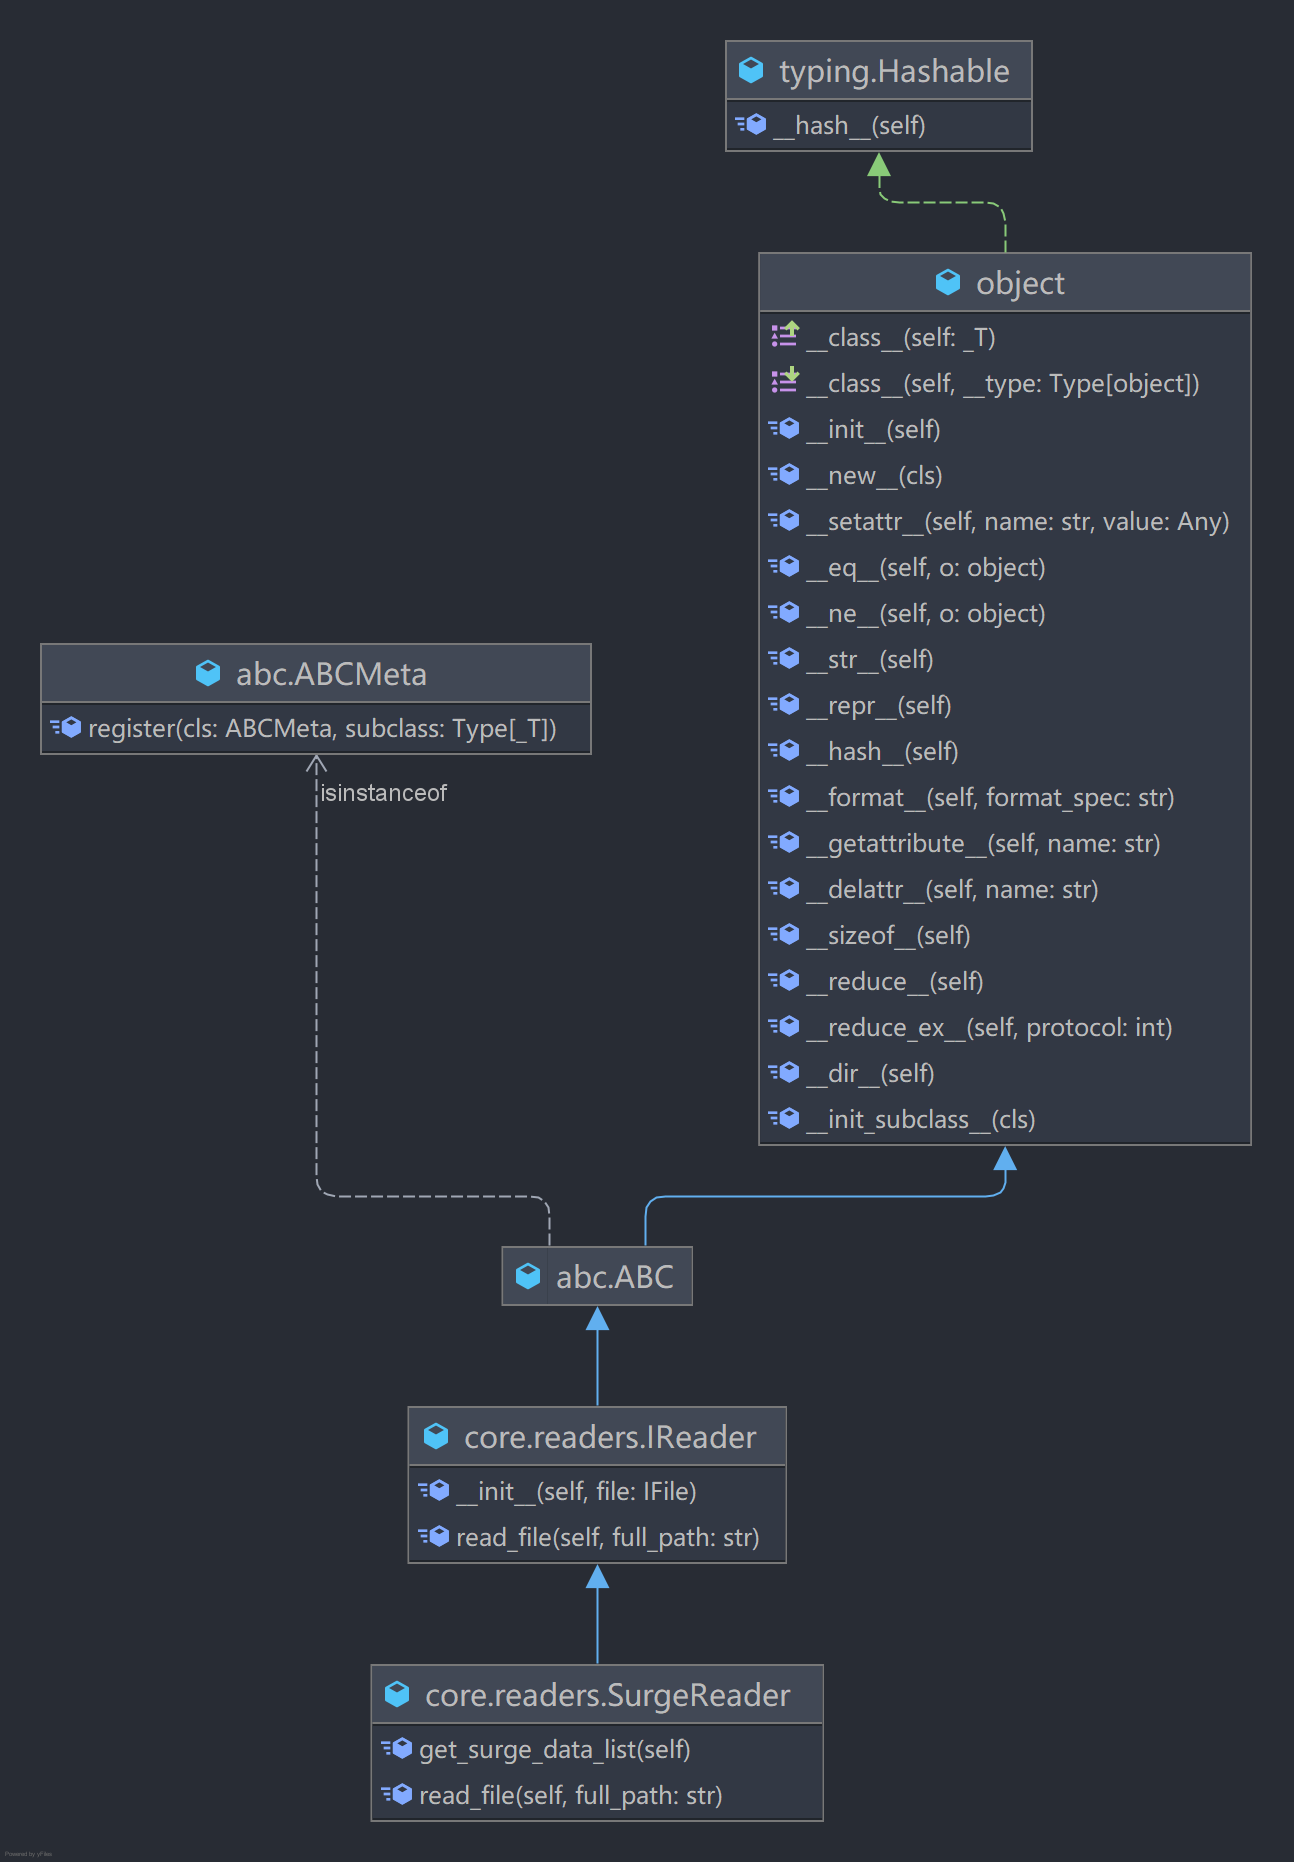 typing.Hashable
__hash__(self)
object
__class__(self: _T)
__class__(self, __type: Type[object])
__init__(self)
__new__(cls)
__setattr__(self, name: str, value: Any)
__eq__(self, o: object)
__ne__(self, o: object)
__str__(self)
__repr__(self)
__hash__(self)
__format__(self, format_spec: str)
__getattribute__(self, name: str)
__delattr__(self, name: str)
__sizeof__(self)
__reduce__(self)
__reduce_ex__(self, protocol: int)
__dir__(self)
__init_subclass__(cls)
abc.ABCMeta
register(cls: ABCMeta, subclass: Type[_T])
isinstanceof
abc.ABC
core.readers.IReader
__init__(self, file: IFile)
read_file(self, full_path: str)
core.readers.SurgeReader
get_surge_data_list(self)
read_file(self, full_path: str)
Powered by yFiles